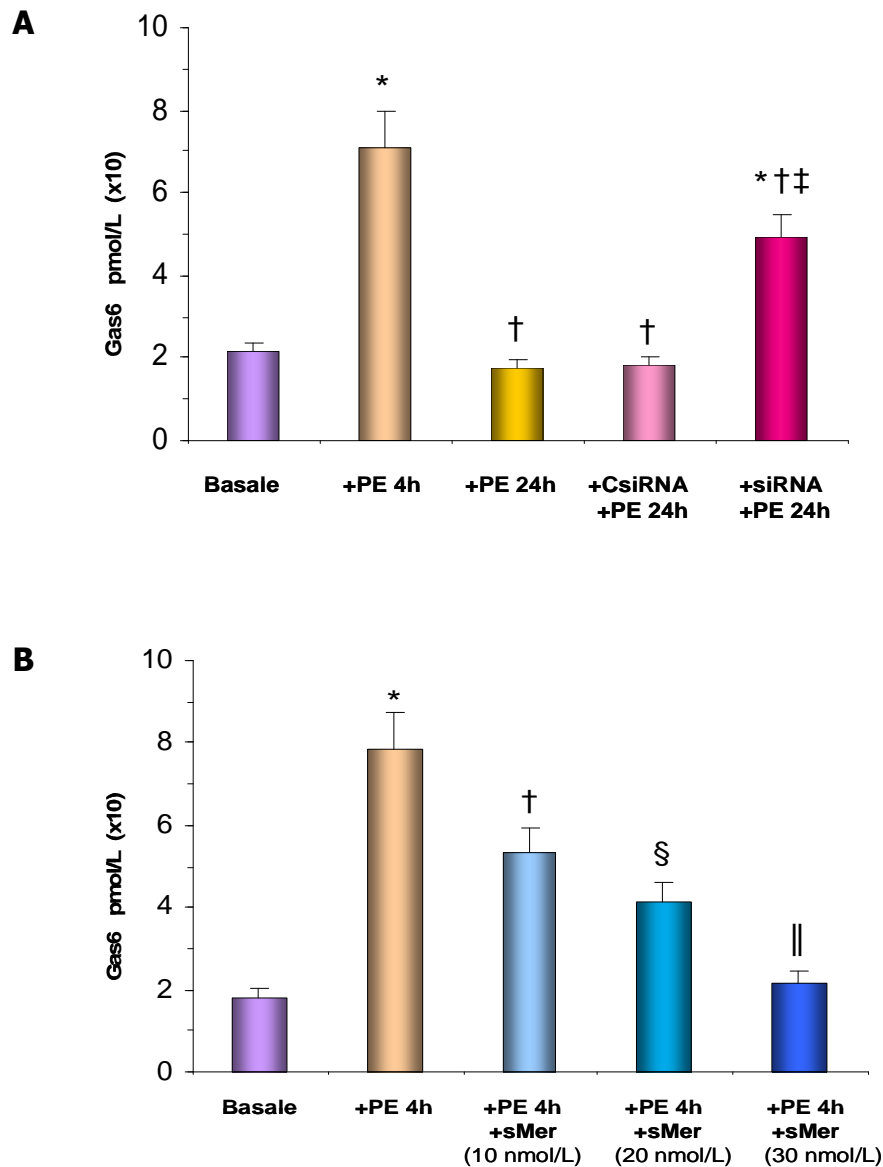 A
Gas6 pmol/L (x10)
10
8
6
4
2
0
*
†
†
*†‡
Basale
+PE 4h
+PE 24h
+CsiRNA
+PE 24h
+siRNA
+PE 24h
B
Gas6 pmol/L (x10)
10
8
6
4
2
0
*
†
§
‖
Basale
+PE 4h
+PE 4h
+sMer
(10 nmol/L)
+PE 4h
+sMer
(20 nmol/L)
+PE 4h
+sMer
(30 nmol/L)